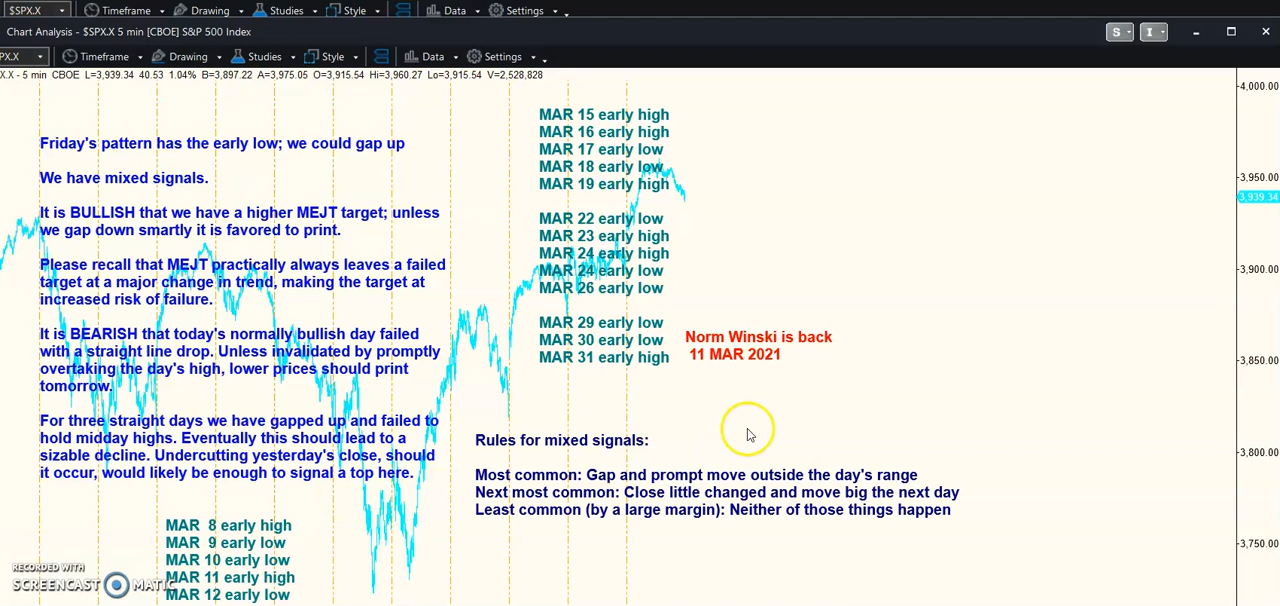 $SPX.X Timeframe Drawing Studies Style Data Settings
Chart Analysis - $SPX.X 5 min [CBOE] S&P 500 Index S I
PX.X Timeframe Drawing Studies Style Data Settings
X.X - 5 min CBOE L=3,939.34 40.53 1.04% B=3,897.22 A=3,975.05 O=3,915.54 Hi=3,960.27 Lo=3,915.54 V=2,528,828
4,000.00
3,950.00
3,939.34
3,900.00
3,850.00
3,800.00
3,750.00
Friday's pattern has the early low; we could gap up
We have mixed signals.
It is BULLISH that we have a higher MEJT target; unless
we gap down smartly it is favored to print.
Please recall that MEJT practically always leaves a failed
target at a major change in trend, making the target at
increased risk of failure.
It is BEARISH that today's normally bullish day failed
with a straight line drop. Unless invalidated by promptly
overtaking the day's high, lower prices should print
tomorrow.
For three straight days we have gapped up and failed to
hold midday highs. Eventually this should lead to a
sizable decline. Undercutting yesterday's close, should
it occur, would likely be enough to signal a top here.
MAR 8 early high
MAR 9 early low
MAR 10 early low
MAR 11 early high
MAR 12 early low
MAR 15 early high
MAR 16 early high
MAR 17 early low
MAR 18 early low
MAR 19 early high
MAR 22 early low
MAR 23 early high
MAR 24 early high
MAR 24 early low
MAR 26 early low
MAR 29 early low
MAR 30 early low
MAR 31 early high
Norm Winski is back
11 MAR 2021
Rules for mixed signals:
Most common: Gap and prompt move outside the day's range
Next most common: Close little changed and move big the next day
Least common (by a large margin): Neither of those things happen
RECORDED WITH
SCREENCAST MATIC